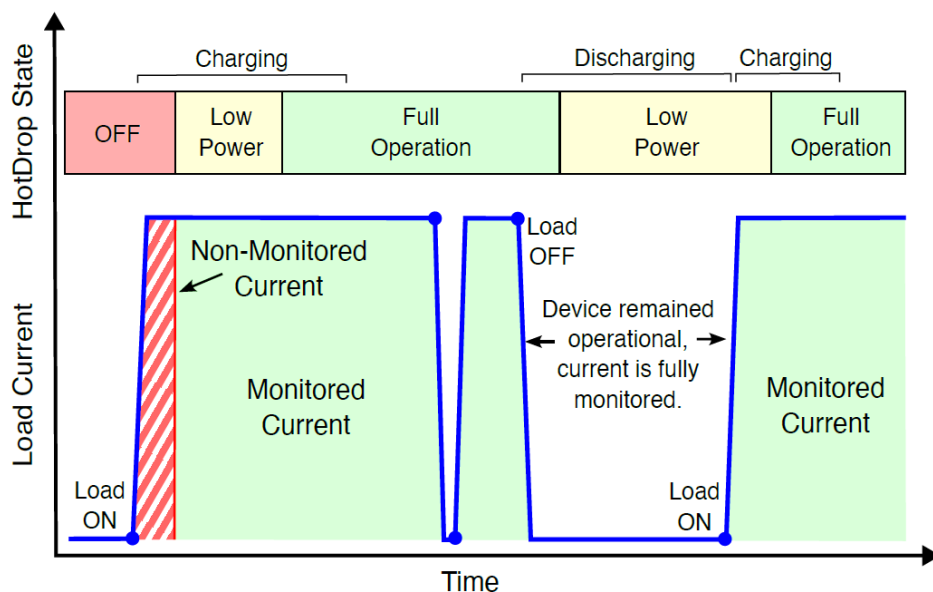 HotDrop State
Charging
Discharging
Charging
OFF
Low
Power
Full
Operation
Low
Power
Full
Operation
Load Current
Non-Monitored
Current
Load
OFF
Device remained
operational,
current is fully
monitored.
Monitored
Current
Monitored
Current
Load
ON
Load
ON
Time